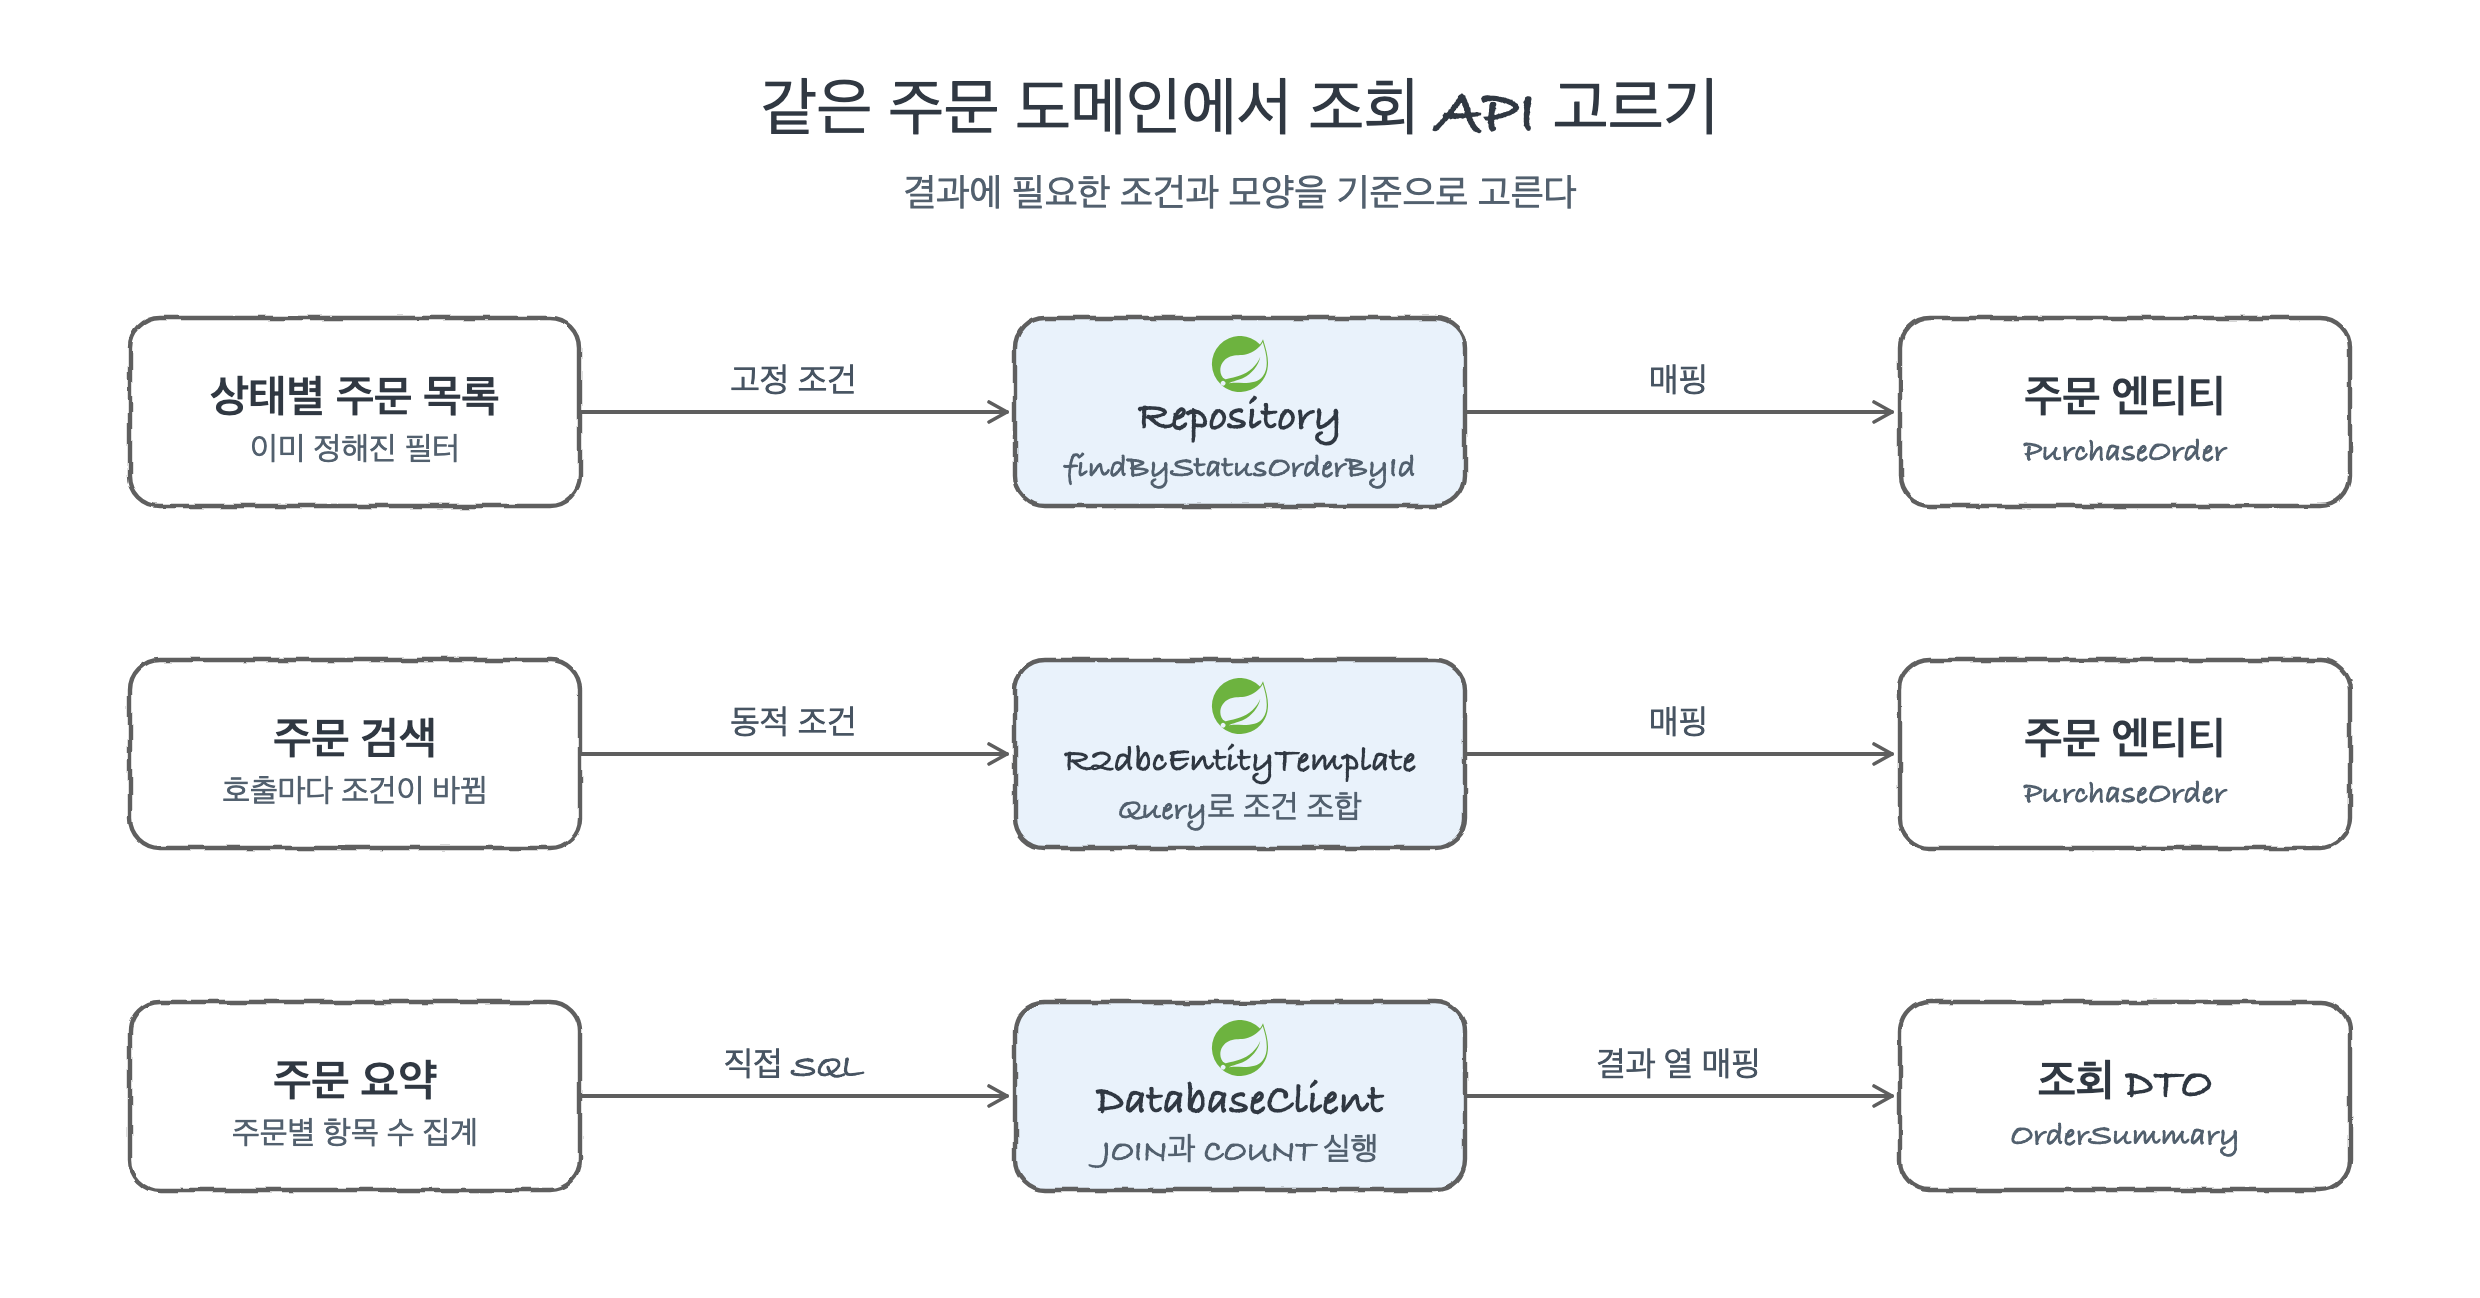 같은 주문 도메인에서 조회 API 고르기
결과에 필요한 조건과 모양을 기준으로 고른다
상태별 주문 목록
이미 정해진 필터
고정 조건
Repository
findByStatusOrderById
매핑
주문 엔티티
PurchaseOrder
주문 검색
호출마다 조건이 바뀜
동적 조건
R2dbcEntityTemplate
Query로 조건 조합
매핑
주문 엔티티
PurchaseOrder
주문 요약
주문별 항목 수 집계
직접 SQL
DatabaseClient
JOIN과 COUNT 실행
결과 열 매핑
조회 DTO
OrderSummary